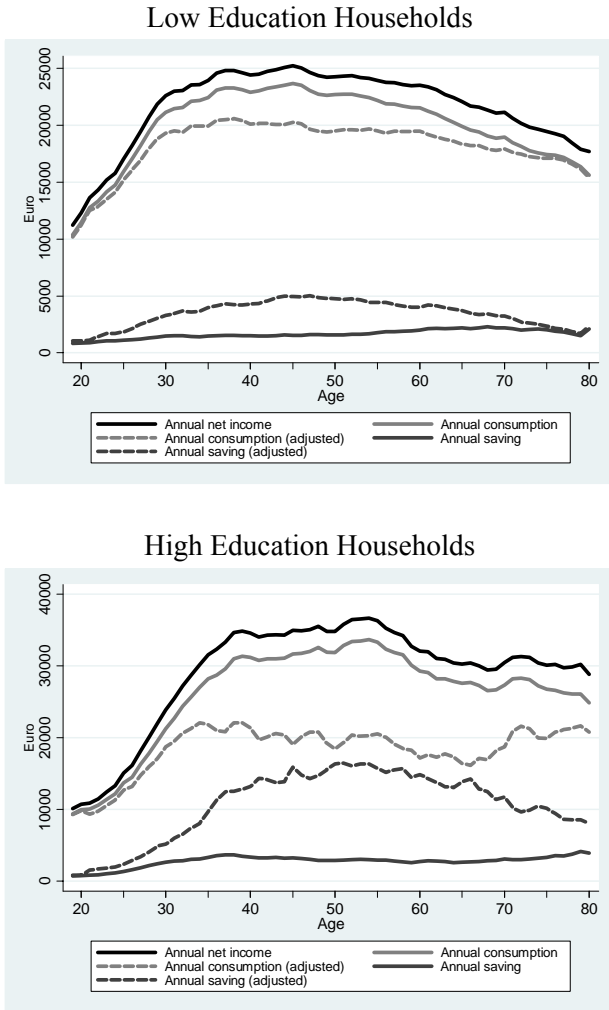 Low Education Households
25000
20000
15000
10000
5000
0
Euro
20 30 40 50 60 70 80
Age
Annual net income Annual consumption
Annual consumption (adjusted) Annual saving
Annual saving (adjusted)
High Education Households
40000
30000
20000
10000
0
Euro
20 30 40 50 60 70 80
Age
Annual net income Annual consumption
Annual consumption (adjusted) Annual saving
Annual saving (adjusted)